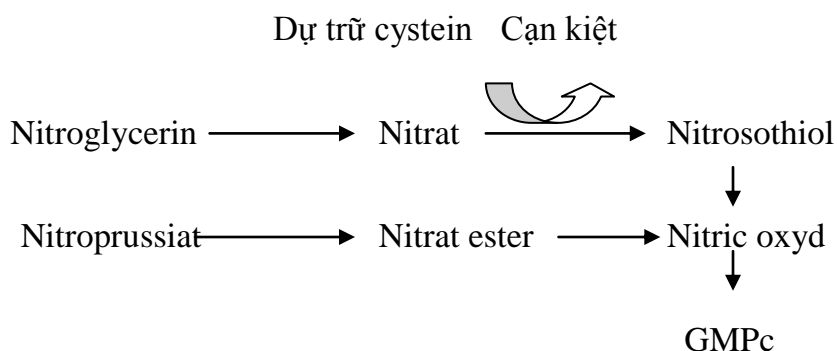 Dự trữ cystein Cạn kiệt
Nitroglycerin Nitrat Nitrosothiol
Nitroprussiat Nitrat ester Nitric oxyd
GMPc